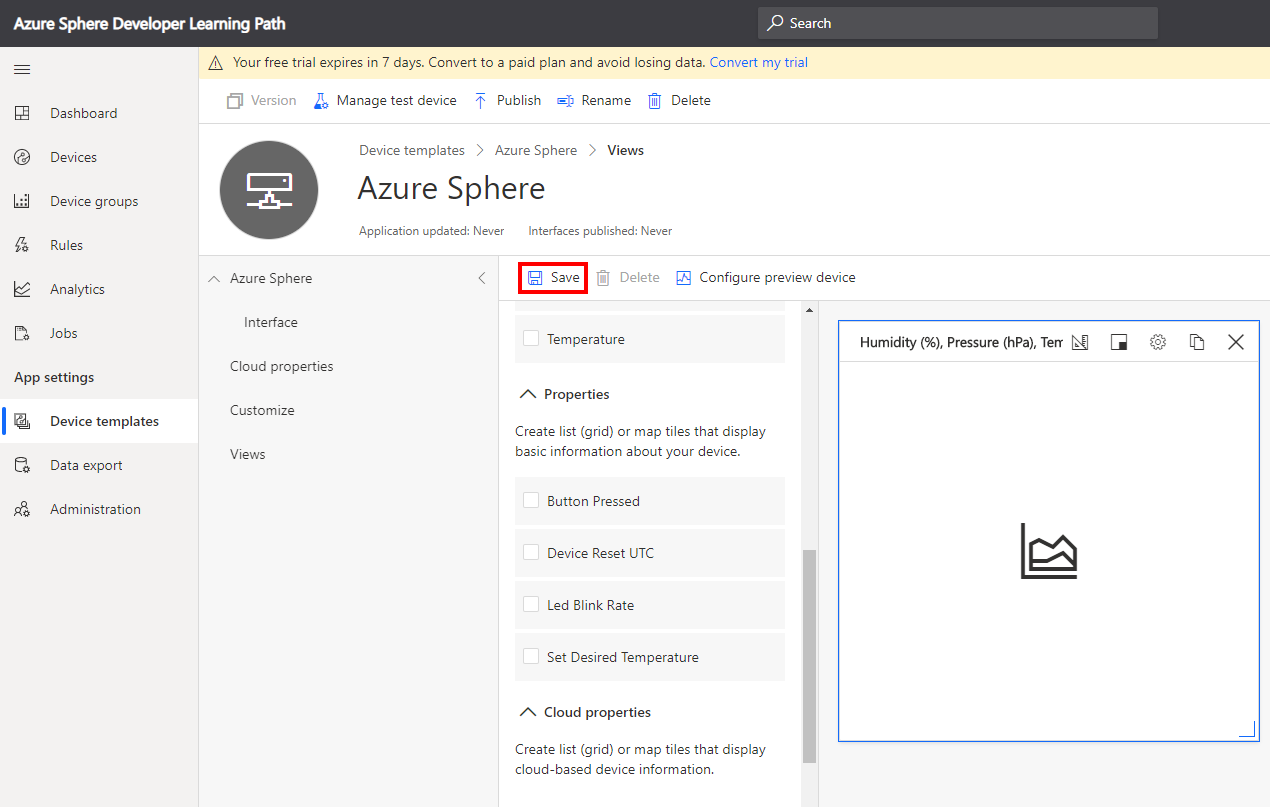 Azure Sphere Developer Learning Path
Search
Your free trial expires in 7 days. Convert to a paid plan and avoid losing data. Convert my trial
Version
Manage test device
Publish
Rename
Delete
Dashboard
Devices
Device groups
Rules
Analytics
Jobs
App settings
Device templates
Data export
Administration
Device templates > Azure Sphere > Views
Azure Sphere
Application updated: Never
Interfaces published: Never
Azure Sphere
Interface
Cloud properties
Customize
Views
Save
Delete
Configure preview device
Temperature
Properties
Create list (grid) or map tiles that display
basic information about your device.
Button Pressed
Device Reset UTC
Led Blink Rate
Set Desired Temperature
Cloud properties
Create list (grid) or map tiles that display
cloud-based device information.
Humidity (%), Pressure (hPa), Tem